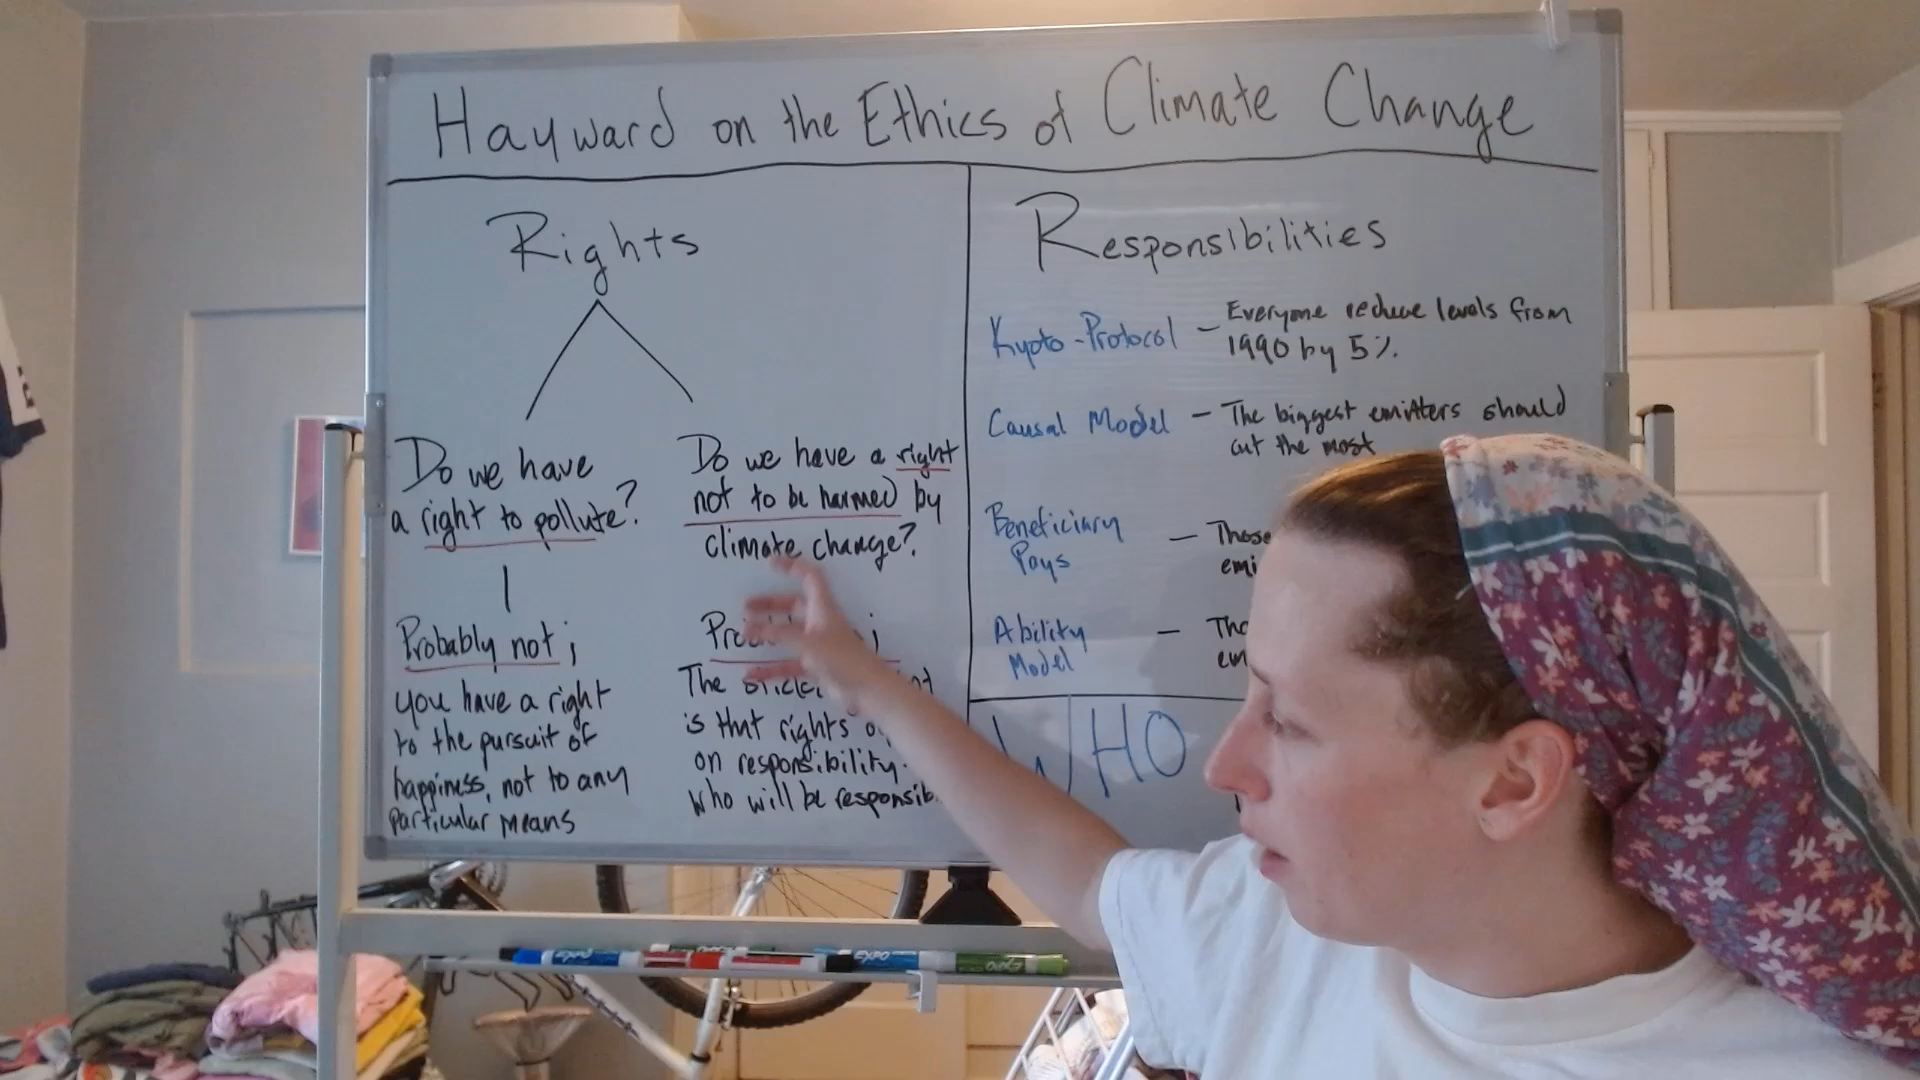 Hayward on the Ethics of Climate Change
Rights
Do we have
a right to pollute?
Probably not;
you have a right
to the pursuit of
happiness, not to any
particular means
Do we have a right
not to be harmed by
climate change?
;
The
is that rights
on responsibility.
Who will be
Responsibilities
Kyoto-Protocol – Everyone reduce levels from
1990 by 5%.
Causal Model – The biggest emitters should
cut the most
Beneficiary
Pays
– Those
Ability
Model
–
WHO
expo
expo
expo